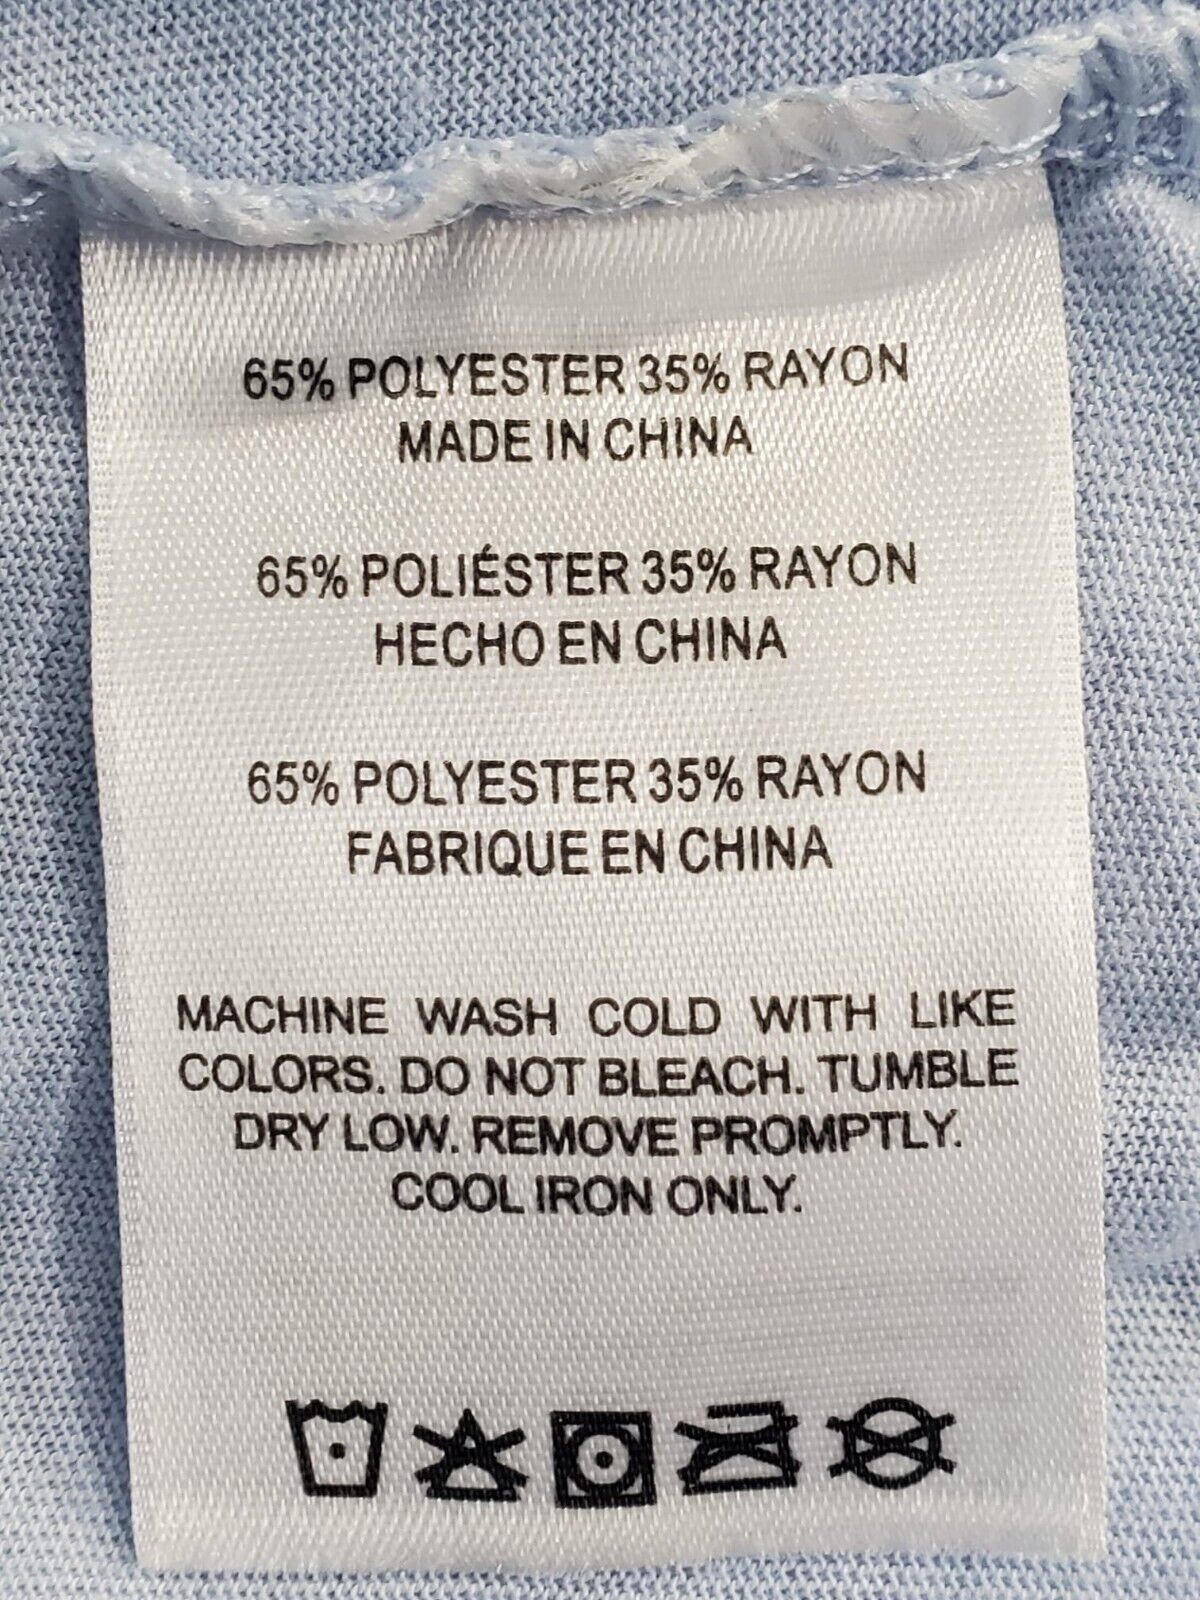 65% POLYESTER 35% RAYON
MADE IN CHINA
65% POLIÉSTER 35% RAYON
HECHO EN CHINA
65% POLYESTER 35% RAYON
FABRIQUE EN CHINA
MACHINE WASH COLD WITH LIKE
COLORS. DO NOT BLEACH. TUMBLE
DRY LOW. REMOVE PROMPTLY.
COOL IRON ONLY.